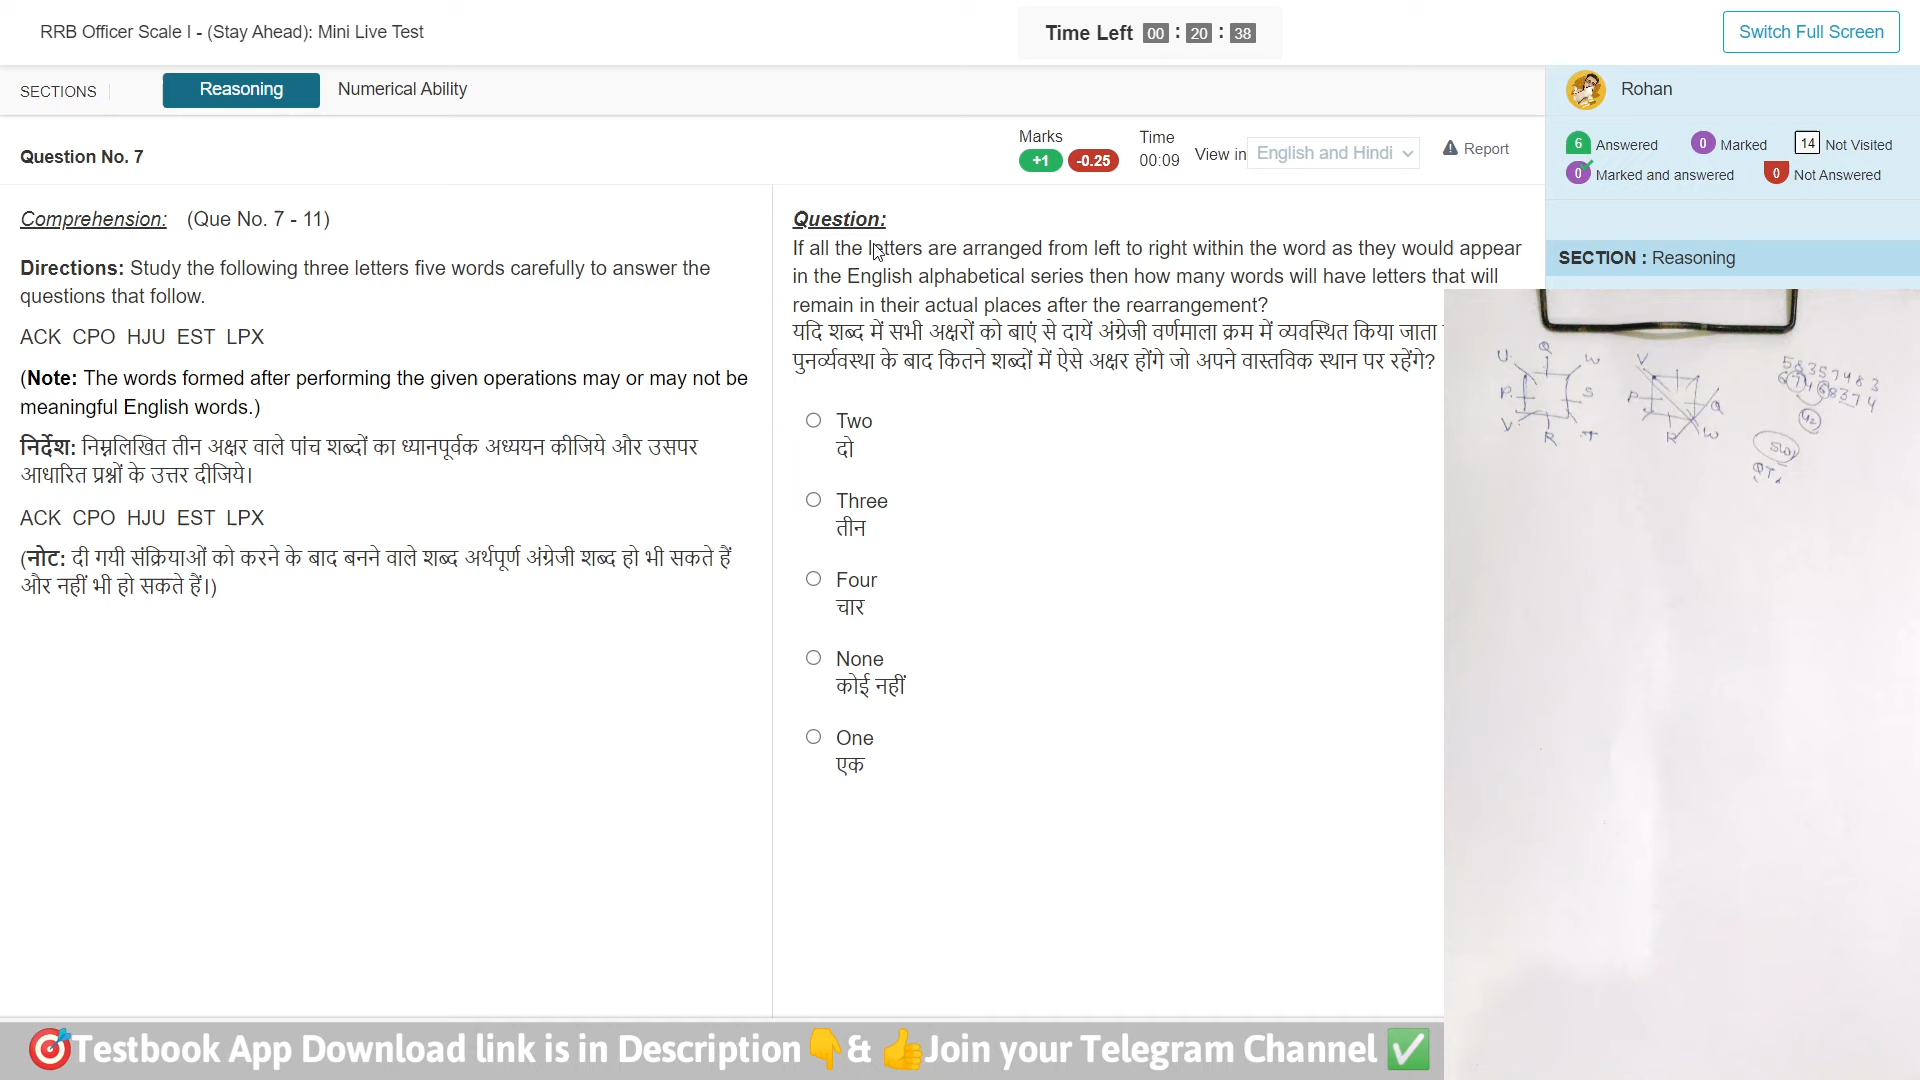 RRB Officer Scale I - (Stay Ahead): Mini Live Test
Time Left 00 : 20 : 38
Switch Full Screen
SECTIONS
Reasoning
Numerical Ability
Rohan
Question No. 7
Marks
+1 -0.25
Time
00:09
View in English and Hindi
Report
6 Answered
0 Marked
14 Not Visited
0 Marked and answered
0 Not Answered
SECTION : Reasoning
Comprehension: (Que No. 7 - 11)
Directions: Study the following three letters five words carefully to answer the
questions that follow.
ACK CPO HJU EST LPX
(Note: The words formed after performing the given operations may or may not be
meaningful English words.)
निर्देश: निम्नलिखित तीन अक्षर वाले पांच शब्दों का ध्यानपूर्वक अध्ययन कीजिये और उसपर
आधारित प्रश्नों के उत्तर दीजिये।
ACK CPO HJU EST LPX
(नोट: दी गयी संक्रियाओं को करने के बाद बनने वाले शब्द अर्थपूर्ण अंग्रेजी शब्द हो भी सकते हैं
और नहीं भी हो सकते हैं।)
Question:
If all the letters are arranged from left to right within the word as they would appear
in the English alphabetical series then how many words will have letters that will
remain in their actual places after the rearrangement?
यदि शब्द में सभी अक्षरों को बाएं से दायें अंग्रेजी वर्णमाला क्रम में व्यवस्थित किया जाता
पुनर्व्यवस्था के बाद कितने शब्दों में ऐसे अक्षर होंगे जो अपने वास्तविक स्थान पर रहेंगे?
Two
दो
Three
तीन
Four
चार
None
कोई नहीं
One
एक
U Q W
P S
V R T
V
P Q
R W
58357483
Testbook App Download link is in Description & Join your Telegram Channel